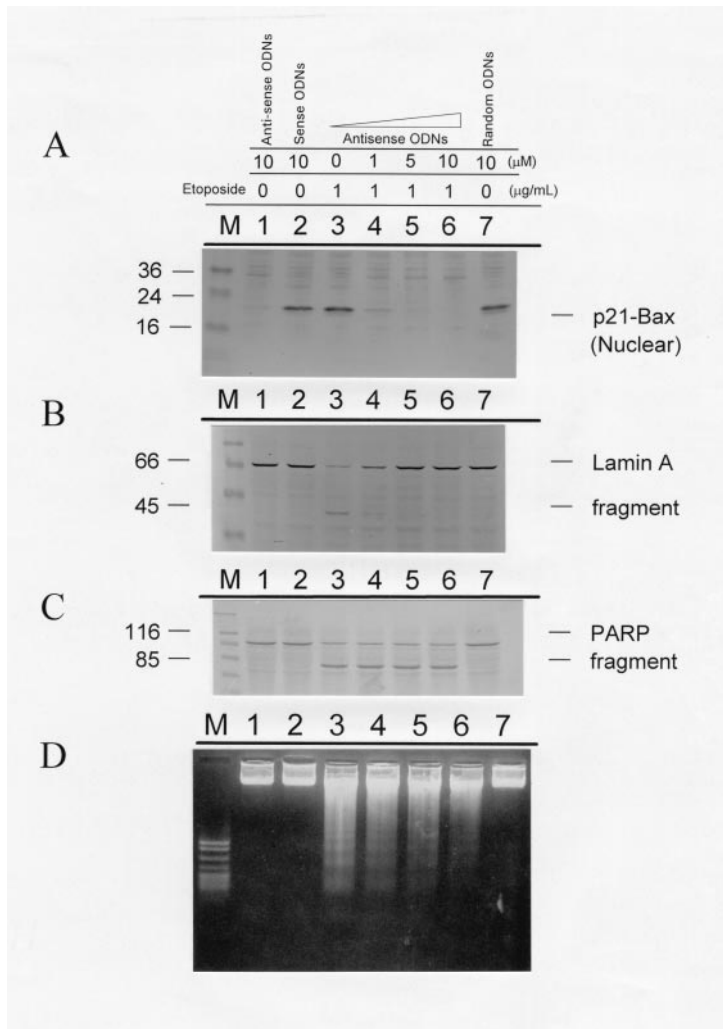 Anti-sense ODNs
Sense ODNs
Antisense ODNs
Random ODNs
A
10 10 0 1 5 10 10 (μM)
Etoposide 0 0 1 1 1 1 0 (μg/mL)
M 1 2 3 4 5 6 7
36
24
16
p21-Bax
(Nuclear)
B
M 1 2 3 4 5 6 7
66
45
Lamin A
fragment
C
M 1 2 3 4 5 6 7
116
85
PARP
fragment
D
M 1 2 3 4 5 6 7